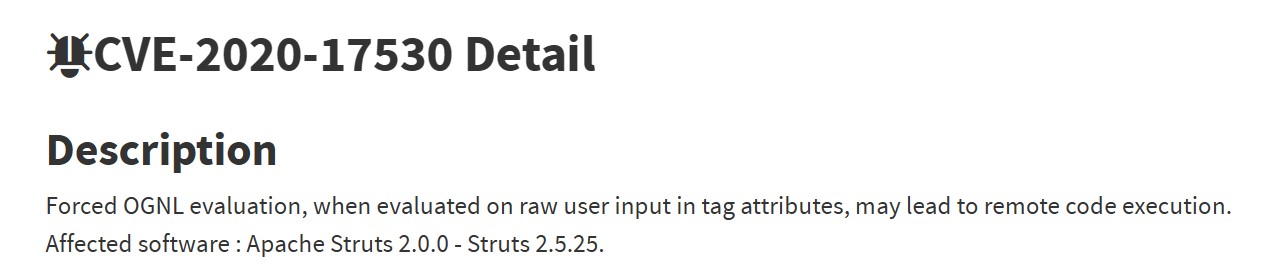 CVE-2020-17530 Detail
Description
Forced OGNL evaluation, when evaluated on raw user input in tag attributes, may lead to remote code execution.
Affected software : Apache Struts 2.0.0 - Struts 2.5.25.